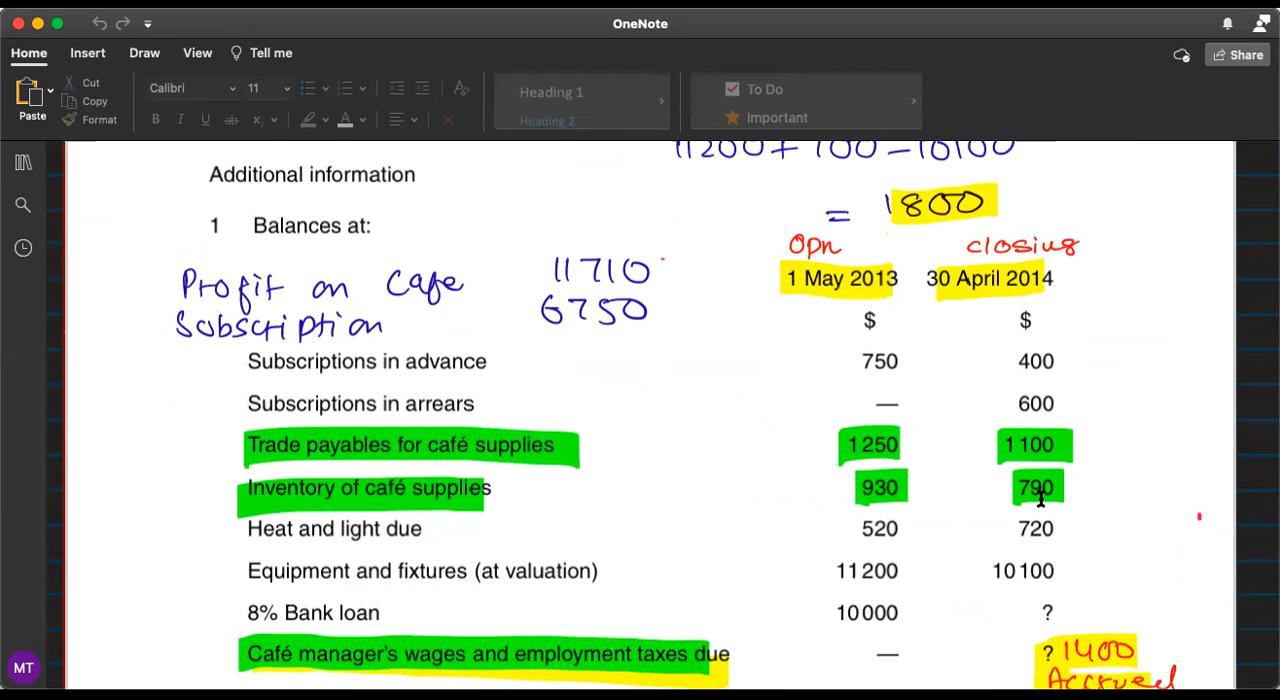 OneNote
Home Insert Draw View Tell me Share
Paste Cut Calibri 11 Heading 1 To Do
Copy
Format B I U ab x Heading 2 Important
11200 + 700 - 10100
Additional information
= 1800
1 Balances at:
Opn closing
Profit on Cafe 11710 1 May 2013 30 April 2014
Subscription 6750 $ $
Subscriptions in advance 750 400
Subscriptions in arrears — 600
Trade payables for café supplies 1 250 1 100
Inventory of café supplies 930 790
Heat and light due 520 720
Equipment and fixtures (at valuation) 11 200 10 100
8% Bank loan 10 000 ?
Café manager's wages and employment taxes due — ? 1400
MT Accrued